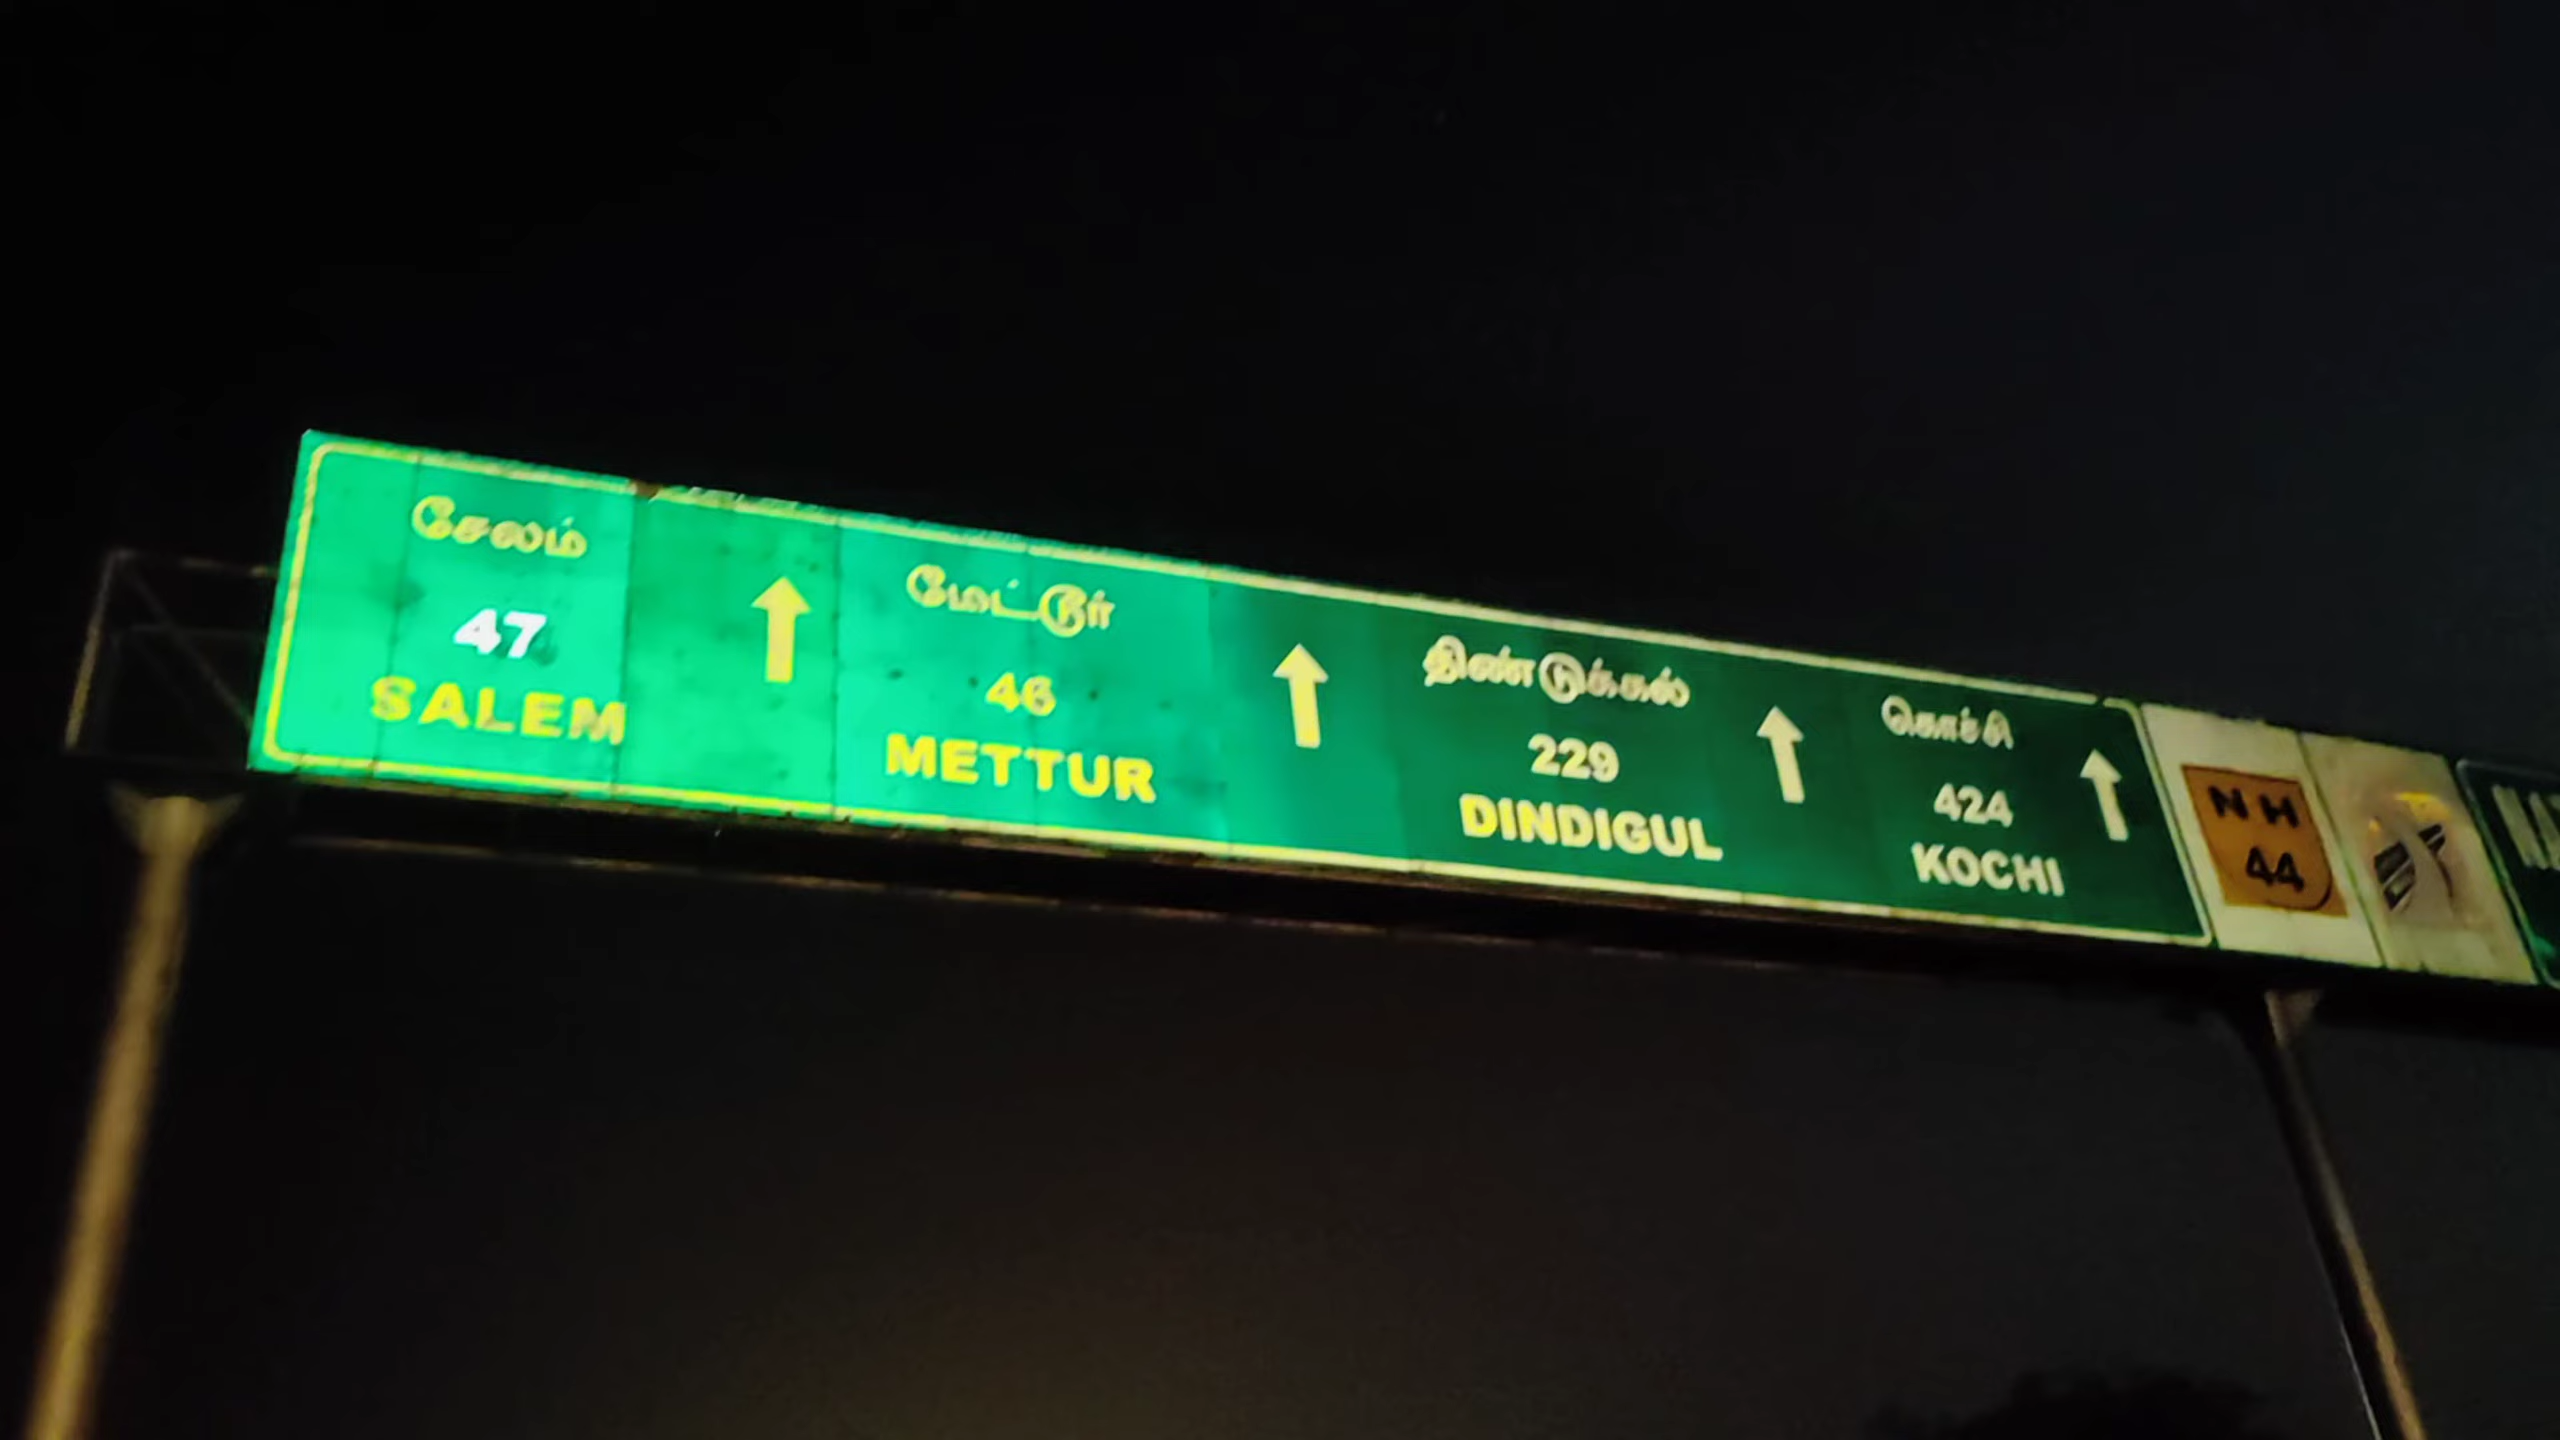 சேலம்
47
SALEM
மேட்டூர்
46
METTUR
திண்டுக்கல்
229
DINDIGUL
கொச்சி
424
KOCHI
NH
44